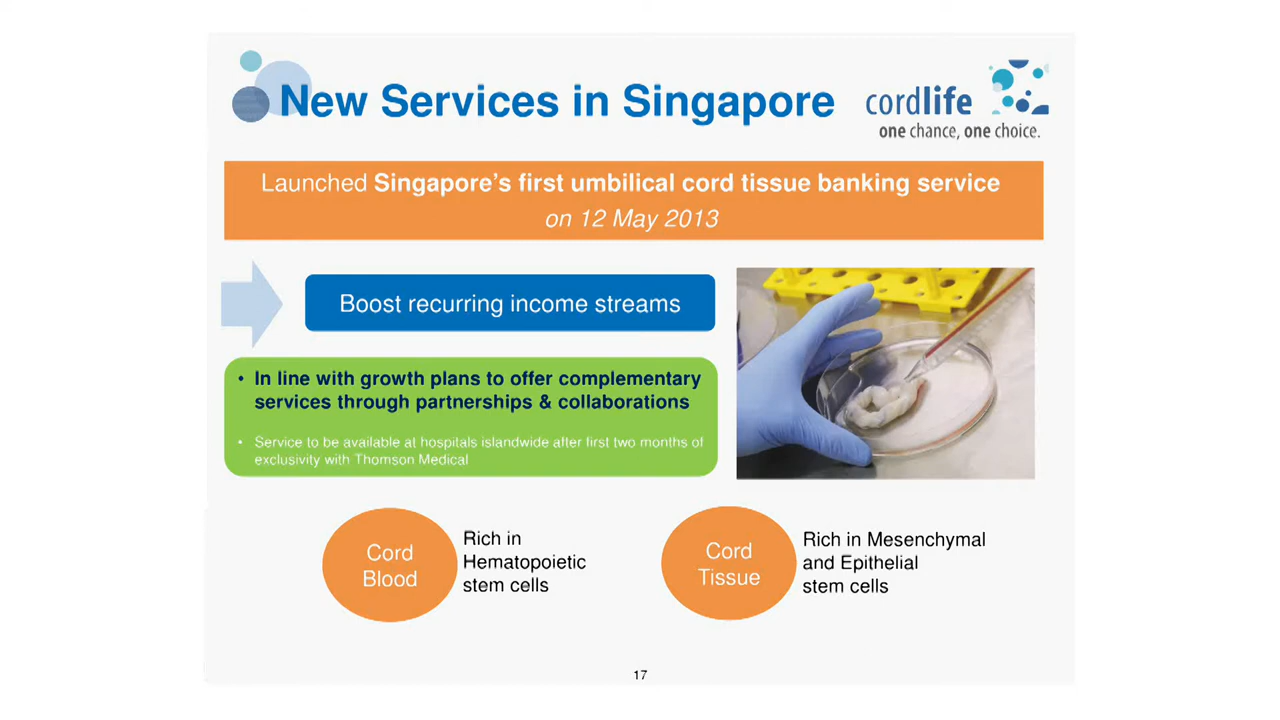 New Services in Singapore
cordlife
one chance, one choice.
Launched Singapore's first umbilical cord tissue banking service
on 12 May 2013
Boost recurring income streams
• In line with growth plans to offer complementary
services through partnerships & collaborations
• Service to be available at hospitals islandwide after first two months of
exclusivity with Thomson Medical
Cord
Blood
Rich in
Hematopoietic
stem cells
Cord
Tissue
Rich in Mesenchymal
and Epithelial
stem cells
17